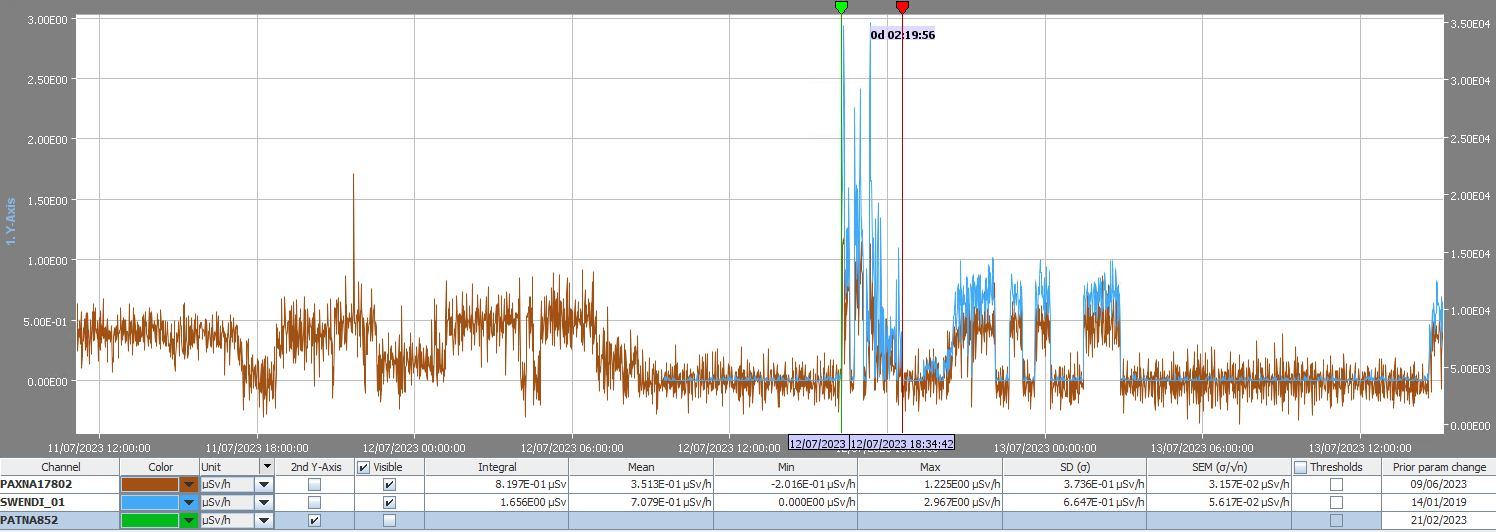 3.00E00
2.50E00
2.00E00
1.50E00
1.00E00
5.00E-01
0.00E00
1. Y-Axis
0d 02:19:56
3.50E04
3.00E04
2.50E04
2.00E04
1.50E04
1.00E04
5.00E03
0.00E00
12/07/2023 12/07/2023 18:34:42
11/07/2023 12:00:00 11/07/2023 18:00:00 12/07/2023 00:00:00 12/07/2023 06:00:00 12/07/2023 12:00:00 13/07/2023 00:00:00 13/07/2023 06:00:00 13/07/2023 12:00:00
Channel Color Unit 2nd Y-Axis Visible Integral Mean Min Max SD (σ) SEM (σ/√n) Thresholds Prior param change
PAXNA17802 µSv/h 8.197E-01 µSv 3.513E-01 µSv/h -2.016E-01 µSv/h 1.225E00 µSv/h 3.736E-01 µSv/h 3.157E-02 µSv/h 09/06/2023
SWENDI_01 µSv/h 1.656E00 µSv 7.079E-01 µSv/h 0.000E00 µSv/h 2.967E00 µSv/h 6.647E-01 µSv/h 5.617E-02 µSv/h 14/01/2019
PATNA852 µSv/h 21/02/2023